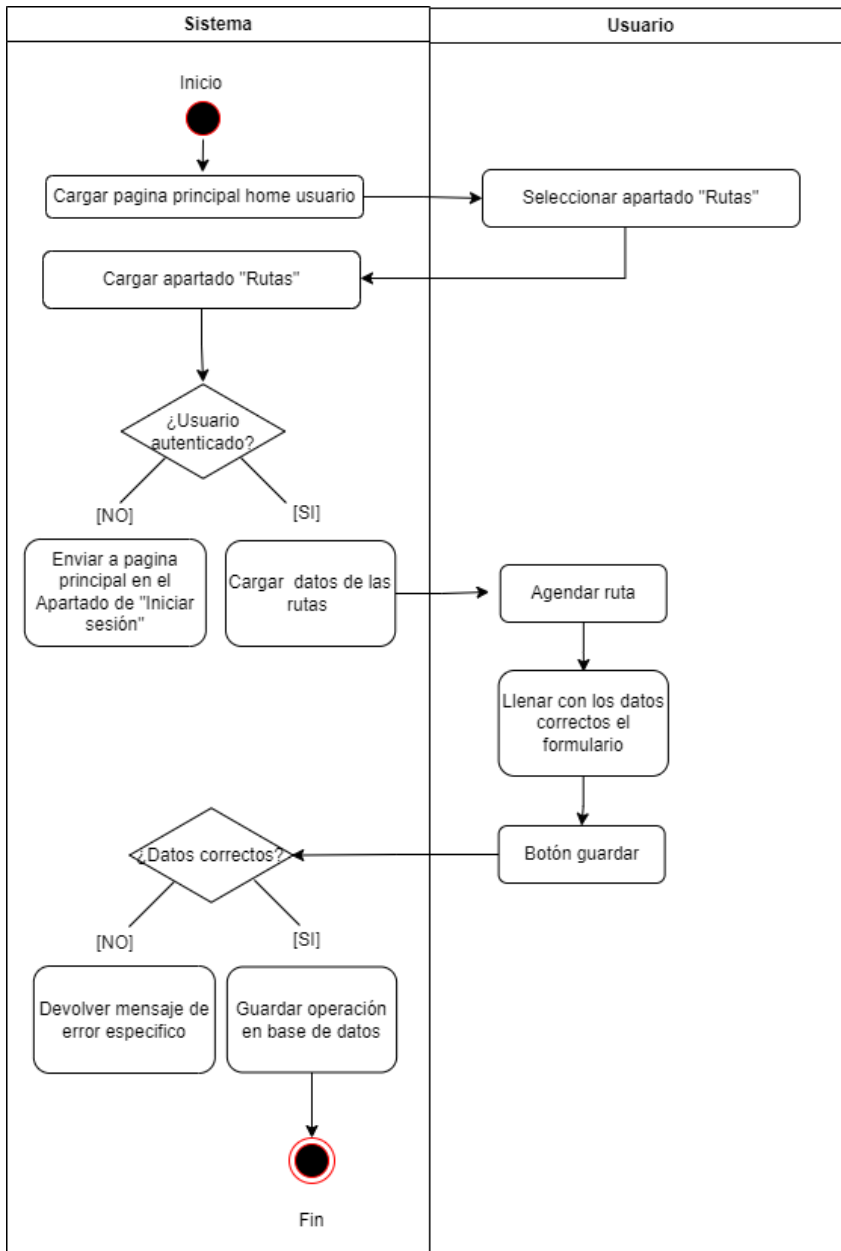 Sistema
Usuario
Inicio
Cargar pagina principal home usuario
Seleccionar apartado "Rutas"
Cargar apartado "Rutas"
¿Usuario
autenticado?
[NO]
[SI]
Enviar a pagina
principal en el
Apartado de "Iniciar
sesión"
Cargar datos de las
rutas
Agendar ruta
Llenar con los datos
correctos el
formulario
Botón guardar
¿Datos correctos?
[NO]
[SI]
Devolver mensaje de
error especifico
Guardar operación
en base de datos
Fin